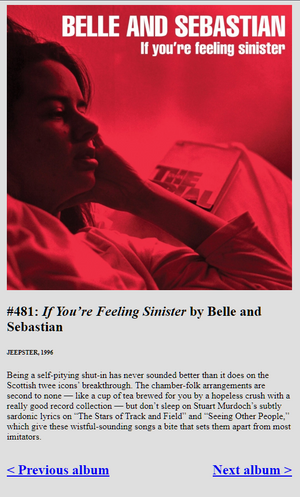 BELLE AND SEBASTIAN
If you're feeling sinister
THE
#481: If You're Feeling Sinister by Belle and
Sebastian
JEEPSTER, 1996
Being a self-pitying shut-in has never sounded better than it does on the
Scottish twee icons' breakthrough. The chamber-folk arrangements are
second to none — like a cup of tea brewed for you by a hopeless crush with a
really good record collection — but don't sleep on Stuart Murdoch's subtly
sardonic lyrics on "The Stars of Track and Field" and "Seeing Other People,"
which give these wistful-sounding songs a bite that sets them apart from most
imitators.
< Previous album Next album >